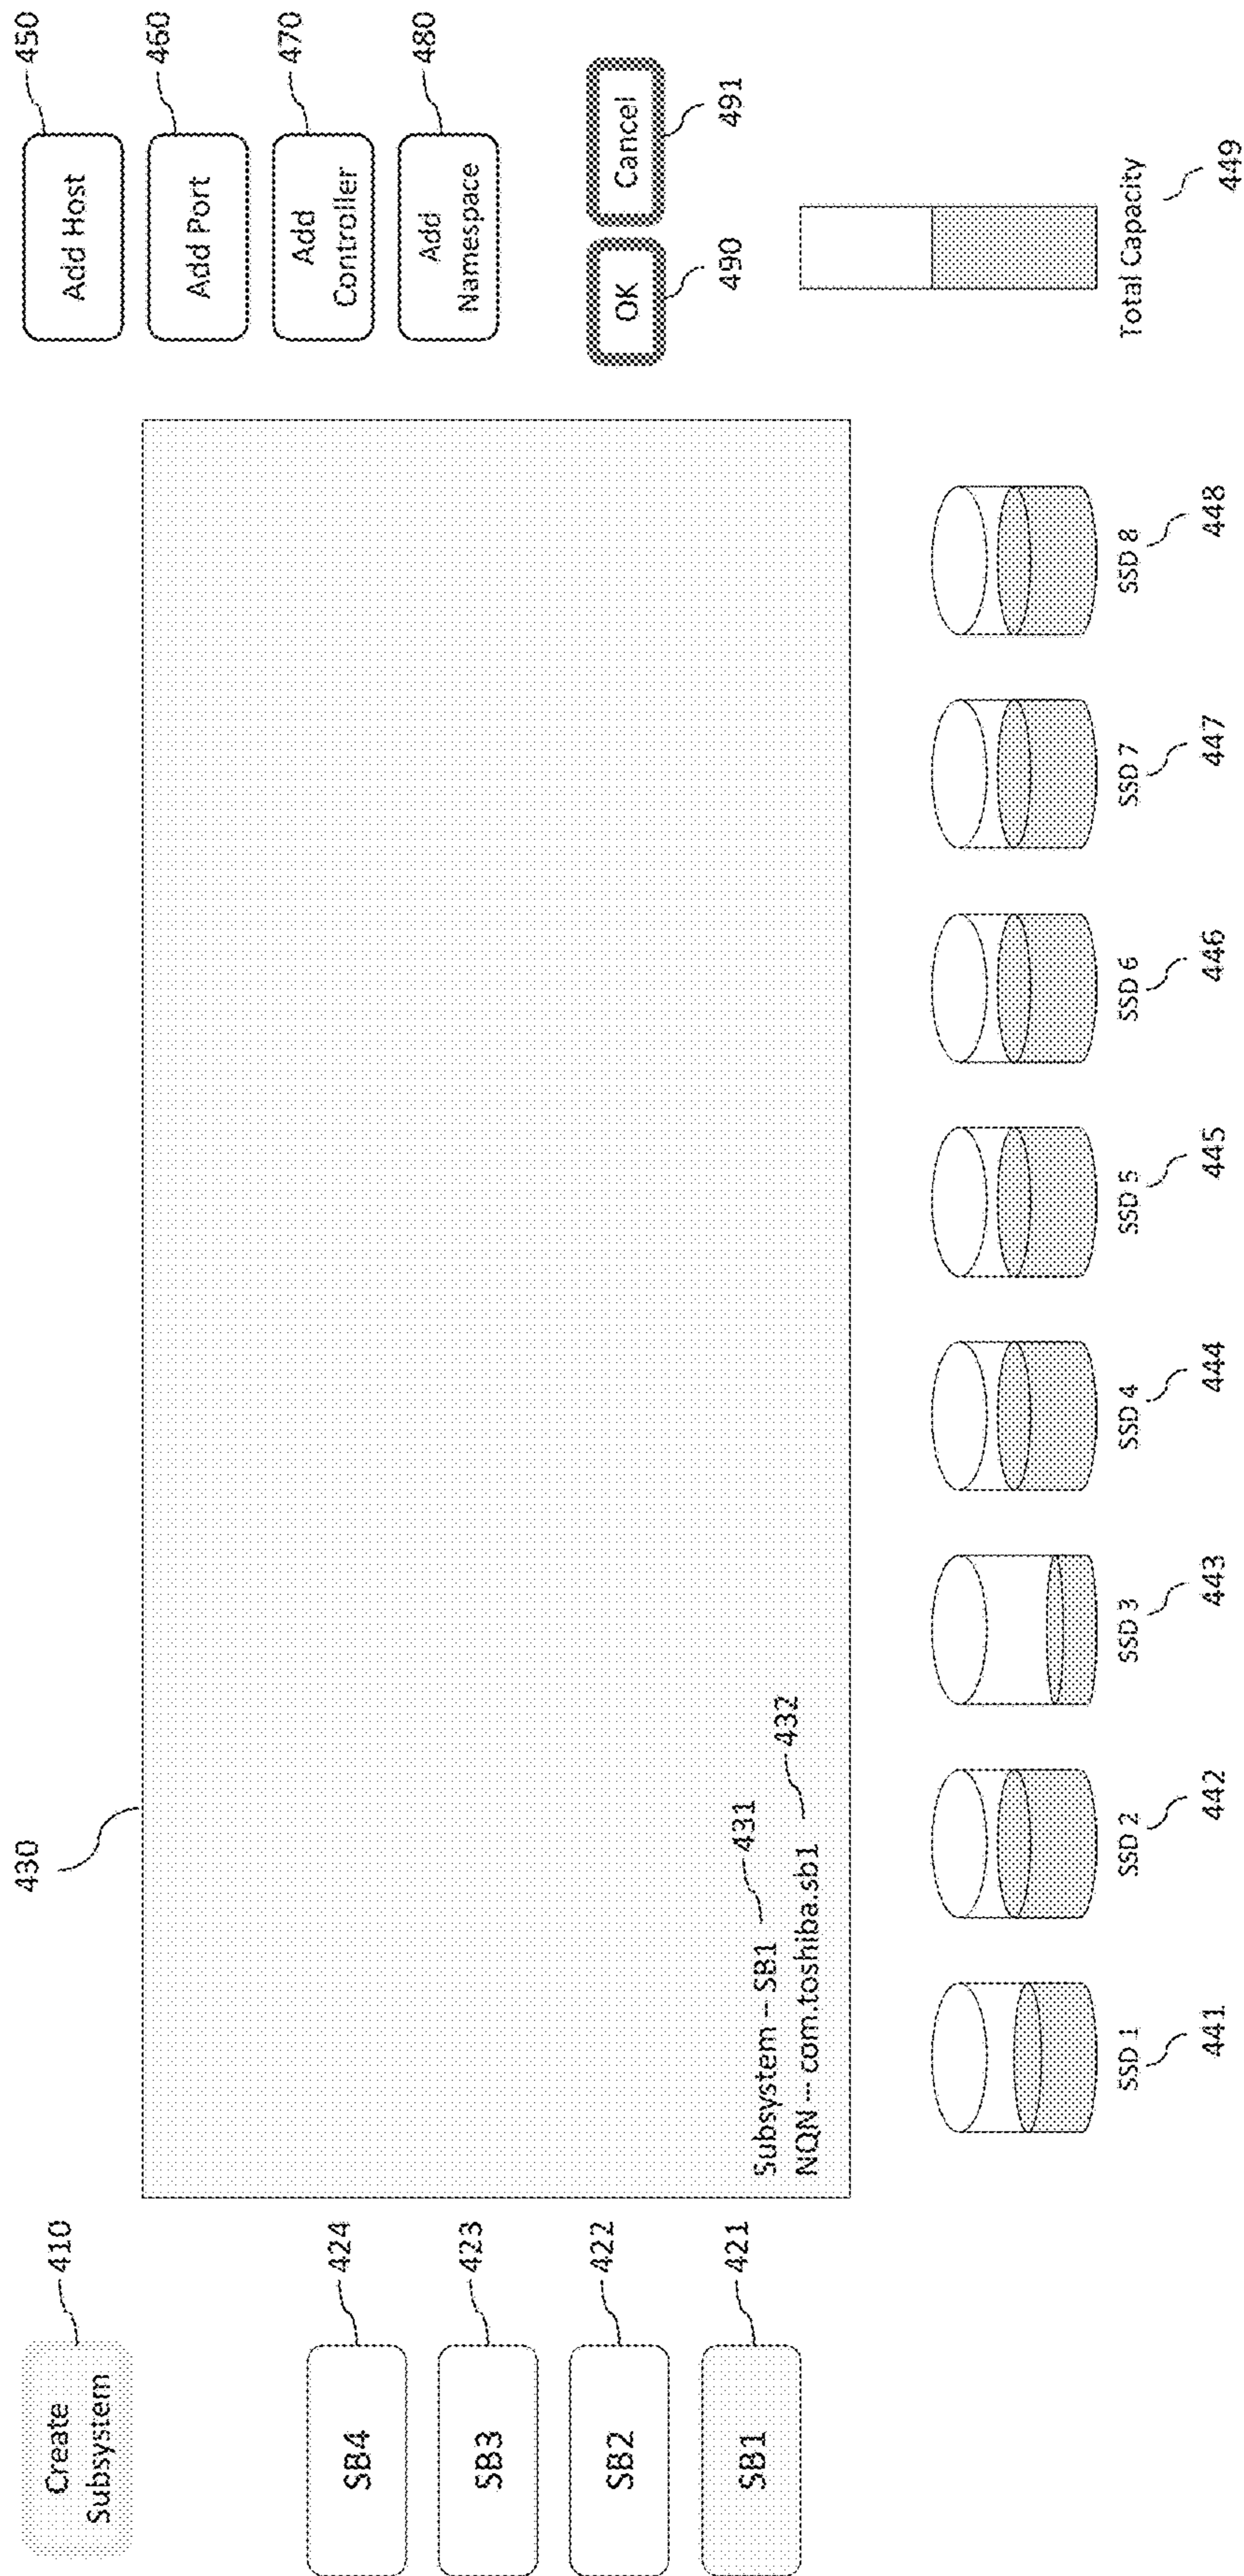 Create
Subsystem
410
430
Add Host
450
Add Port
460
Add
Controller
470
Add
Namespace
480
SB4
424
SB3
423
SB2
422
SB1
421
Subsystem – SB1
431
NQN --- com.toshiba.sb1
432
OK
490
Cancel
491
SSD 1
441
SSD 2
442
SSD 3
443
SSD 4
444
SSD 5
445
SSD 6
446
SSD 7
447
SSD 8
448
Total Capacity
449